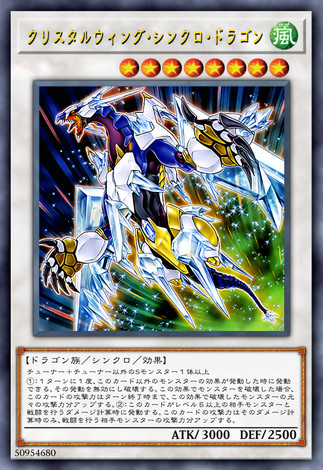 クリスタルウィング・シンクロ・ドラゴン
風
【ドラゴン族／シンクロ／効果】
チューナー＋チューナー以外のSモンスター１体以上
①：１ターンに１度、このカード以外のモンスターの効果が発動した時に発動
できる。その発動を無効にし破壊する。この効果でモンスターを破壊した場合、
このカードの攻撃力はターン終了時まで、この効果で破壊したモンスターの元
々の攻撃力分アップする。②：このカードがレベル５以上の相手モンスターと
戦闘を行うダメージ計算時に発動する。このカードの攻撃力はそのダメージ計
算時のみ、戦闘を行う相手モンスターの攻撃力分アップする。
ATK/ 3000 DEF/2500
50954680